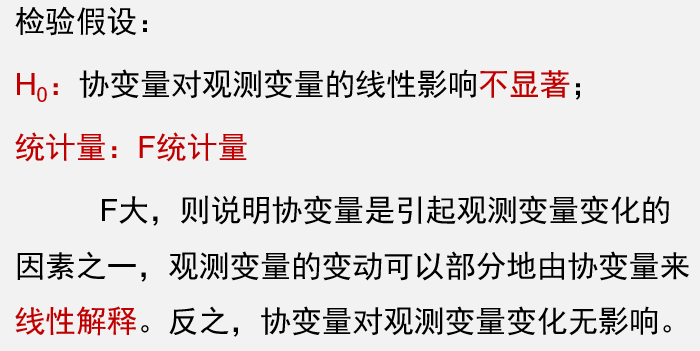 检验假设：
H₀：协变量对观测变量的线性影响不显著；
统计量：F统计量
F大，则说明协变量是引起观测变量变化的
因素之一，观测变量的变动可以部分地由协变量来
线性解释。反之，协变量对观测变量变化无影响。